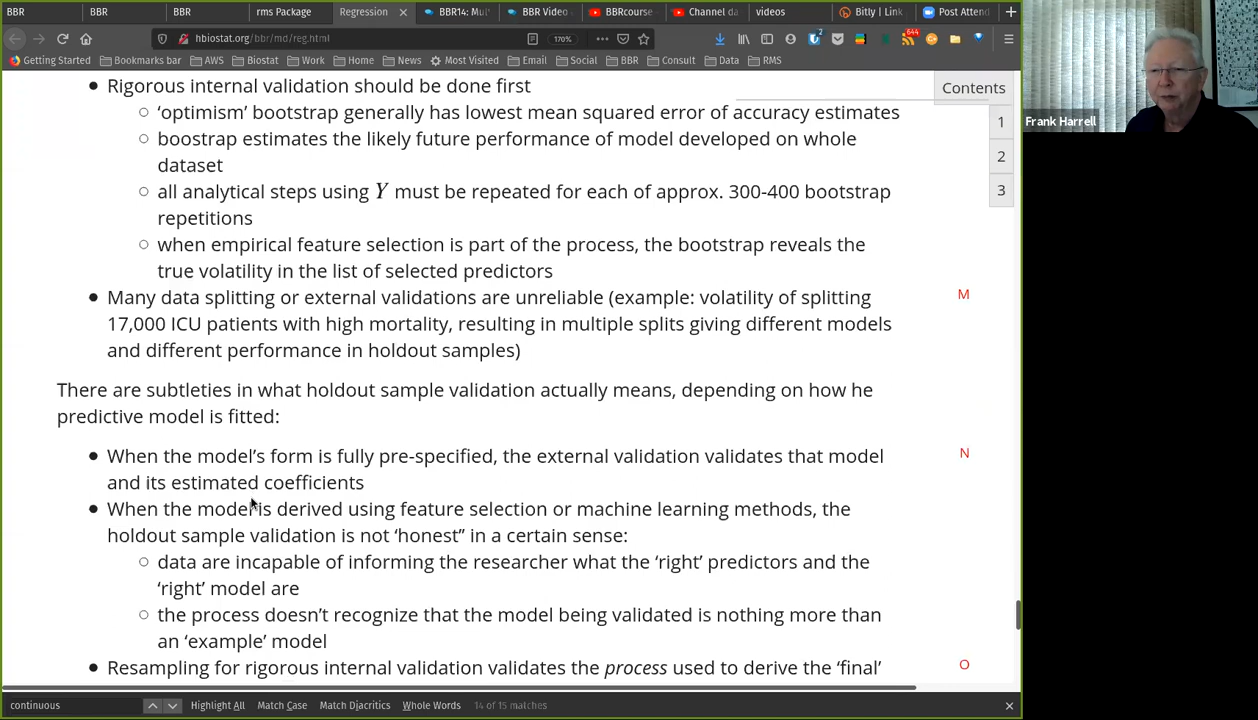 BBR BBR BBR rms Package Regression BBR14: Mul BBR Video BBRcourse Channel da videos Bitly | Link Post Attend
hbiostat.org/bbr/md/reg.html 170% 2 644
Getting Started Bookmarks bar AWS Biostat Work Home News Most Visited Email Social BBR Consult Data RMS
Contents
1
2
3
Rigorous internal validation should be done first
‘optimism’ bootstrap generally has lowest mean squared error of accuracy estimates
boostrap estimates the likely future performance of model developed on whole
dataset
all analytical steps using Y must be repeated for each of approx. 300-400 bootstrap
repetitions
when empirical feature selection is part of the process, the bootstrap reveals the
true volatility in the list of selected predictors
Many data splitting or external validations are unreliable (example: volatility of splitting M
17,000 ICU patients with high mortality, resulting in multiple splits giving different models
and different performance in holdout samples)
There are subtleties in what holdout sample validation actually means, depending on how he
predictive model is fitted:
When the model’s form is fully pre-specified, the external validation validates that model N
and its estimated coefficients
When the model is derived using feature selection or machine learning methods, the
holdout sample validation is not ‘honest” in a certain sense:
data are incapable of informing the researcher what the ‘right’ predictors and the
‘right’ model are
the process doesn’t recognize that the model being validated is nothing more than
an ‘example’ model
Resampling for rigorous internal validation validates the process used to derive the ‘final’ O
continuous Highlight All Match Case Match Diacritics Whole Words 14 of 15 matches
Frank Harrell